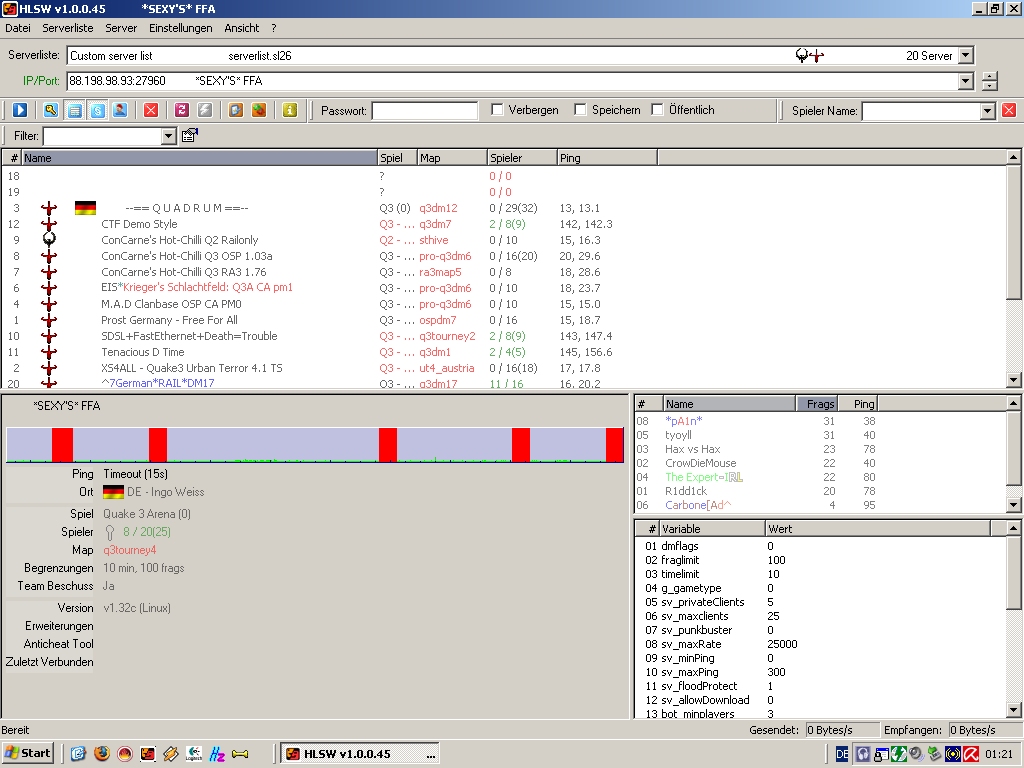 HLSW v1.0.0.45 *SEXY'S* FFA
Datei Serverliste Server Einstellungen Ansicht ?
Serverliste: Custom server list serverlist.sl26 20 Server
IP/Port: 88.198.98.93:27960 *SEXY'S* FFA
Passwort: Verbergen Speichern Öffentlich Spieler Name:
Filter:
# Name Spiel Map Spieler Ping
18 ? 0 / 0
19 ? 0 / 0
3 --== Q U A D R U M ==-- Q3 (0) q3dm12 0 / 29(32) 13, 13.1
12 CTF Demo Style Q3 - ... q3dm7 2 / 8(9) 142, 142.3
9 ConCarne's Hot-Chilli Q2 Railonly Q2 - ... sthive 0 / 10 15, 16.3
8 ConCarne's Hot-Chilli Q3 OSP 1.03a Q3 - ... pro-q3dm6 0 / 16(20) 20, 29.6
7 ConCarne's Hot-Chilli Q3 RA3 1.76 Q3 - ... ra3map5 0 / 8 18, 28.6
6 EIS*Krieger's Schlachtfeld: Q3A CA pm1 Q3 - ... pro-q3dm6 0 / 10 18, 23.7
4 M.A.D Clanbase OSP CA PM0 Q3 - ... pro-q3dm6 0 / 10 15, 15.0
1 Prost Germany - Free For All Q3 - ... ospdm7 0 / 16 15, 18.7
10 SDSL+FastEthernet+Death=Trouble Q3 - ... q3tourney2 2 / 8(9) 143, 147.4
11 Tenacious D Time Q3 - ... q3dm1 2 / 4(5) 145, 156.6
2 XS4ALL - Quake3 Urban Terror 4.1 TS Q3 - ... ut4_austria 0 / 16(18) 17, 17.8
20 ^7German*RAIL*DM17 Q3 - ... q3dm17 11 / 16 16, 20.2
*SEXY'S* FFA
Ping Timeout (15s)
Ort DE - Ingo Weiss
Spiel Quake 3 Arena (0)
Spieler 8 / 20(25)
Map q3tourney4
Begrenzungen 10 min, 100 frags
Team Beschuss Ja
Version v1.32c (Linux)
Erweiterungen
Anticheat Tool
Zuletzt Verbunden
# Name Frags Ping
08 *pA1n* 31 38
05 tyoyll 31 40
03 Hax vs Hax 23 78
02 CrowDieMouse 22 40
04 The Expert=IRL 22 80
01 R1dd1ck 20 78
06 Carbone[Ad^ 4 95
# Variable Wert
01 dmflags 0
02 fraglimit 100
03 timelimit 10
04 g_gametype 0
05 sv_privateClients 5
06 sv_maxclients 25
07 sv_punkbuster 0
08 sv_maxRate 25000
09 sv_minPing 0
10 sv_maxPing 300
11 sv_floodProtect 1
12 sv_allowDownload 0
13 bot_minplayers 3
Bereit Gesendet: 0 Bytes/s Empfangen: 0 Bytes/s
Start HLSW v1.0.0.45 ... DE 01:21